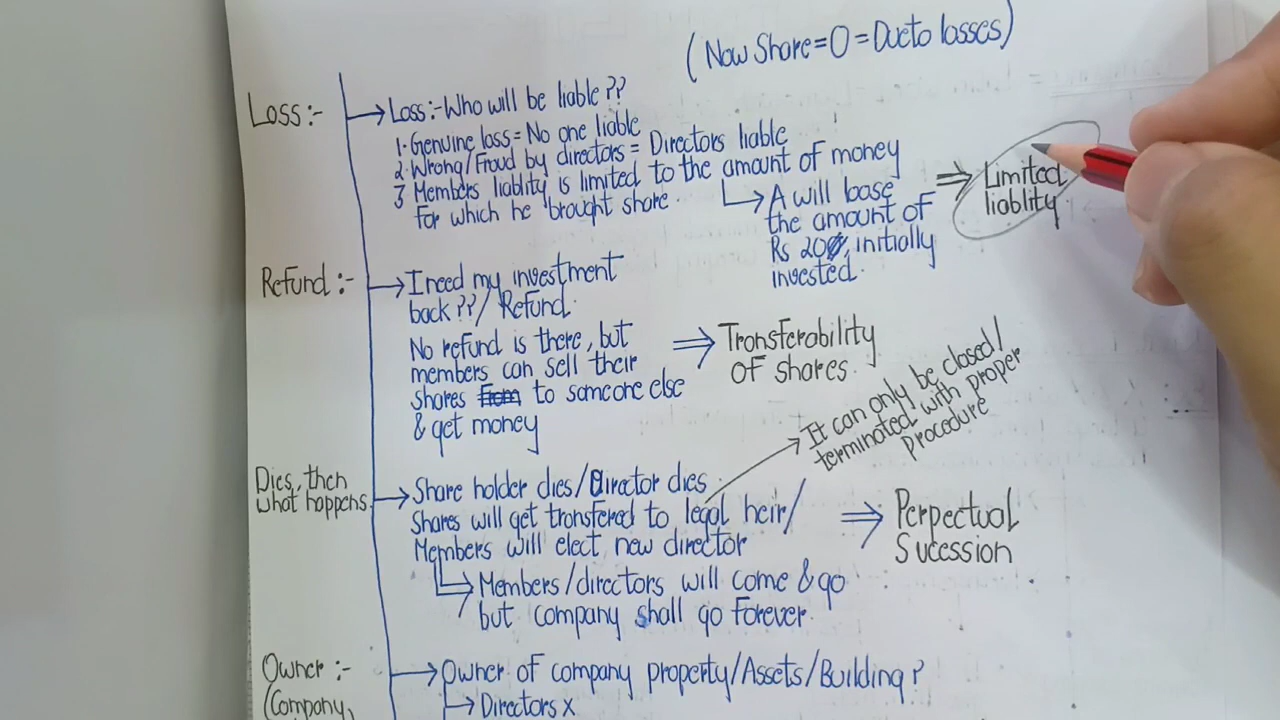 (Now Share=0=Due to losses)
Loss:-
Loss:-Who will be liable??
1.Genuine loss=No one liable
2.Wrong/Fraud by directors = Directors liable
3 Members liablity is limited to the amount of money
for which he brought share.
A will loose
the amount of
Rs 200, initially
invested.
Limited
liablity
Refund:-
I need my investment
back??/Refund.
No refund is there, but
members can sell their
shares from to someone else
& get money
Transferability
of shares.
Dies, then
what happens
Share holder dies/Director dies.
Shares will get transfered to legal heir/
Members will elect new director
It can only be closed/
terminated with proper
procedure
Perpectual
Sucession
Members/directors will come & go
but company shall go forever.
Owner:-
(Company,
Owner of company property/Assets/Building?
Directors x